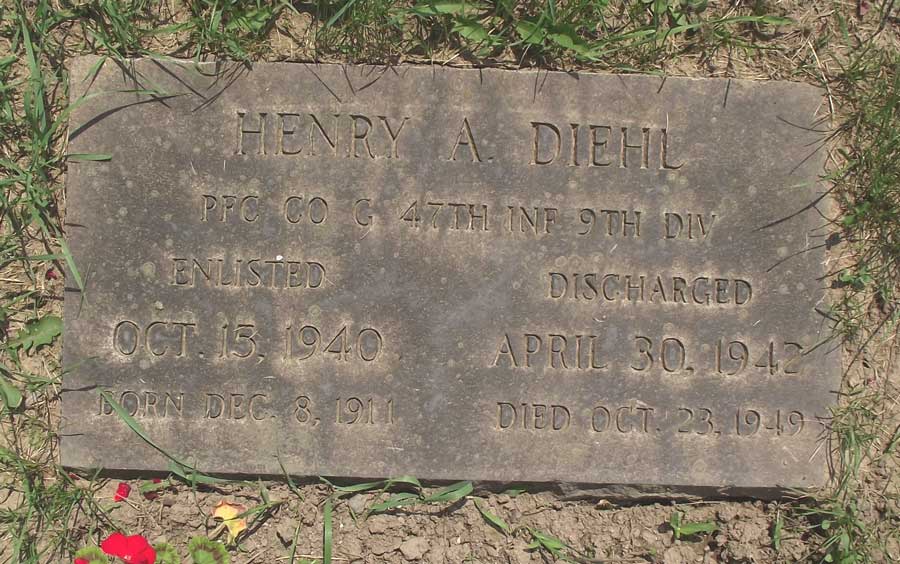 HENRY A. DIEHL
PFC CO G 47TH INF 9TH DIV
ENLISTED DISCHARGED
OCT. 13, 1940 APRIL 30, 1942
BORN DEC. 8, 1911 DIED OCT. 23, 1949